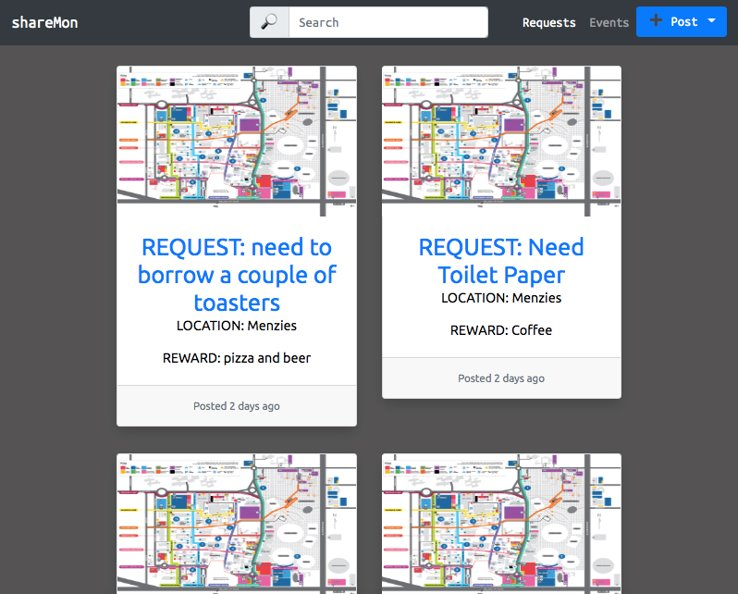 shareMon
Search
Requests
Events
Post
REQUEST: need to
borrow a couple of
toasters
LOCATION: Menzies
REWARD: pizza and beer
Posted 2 days ago
REQUEST: Need
Toilet Paper
LOCATION: Menzies
REWARD: Coffee
Posted 2 days ago